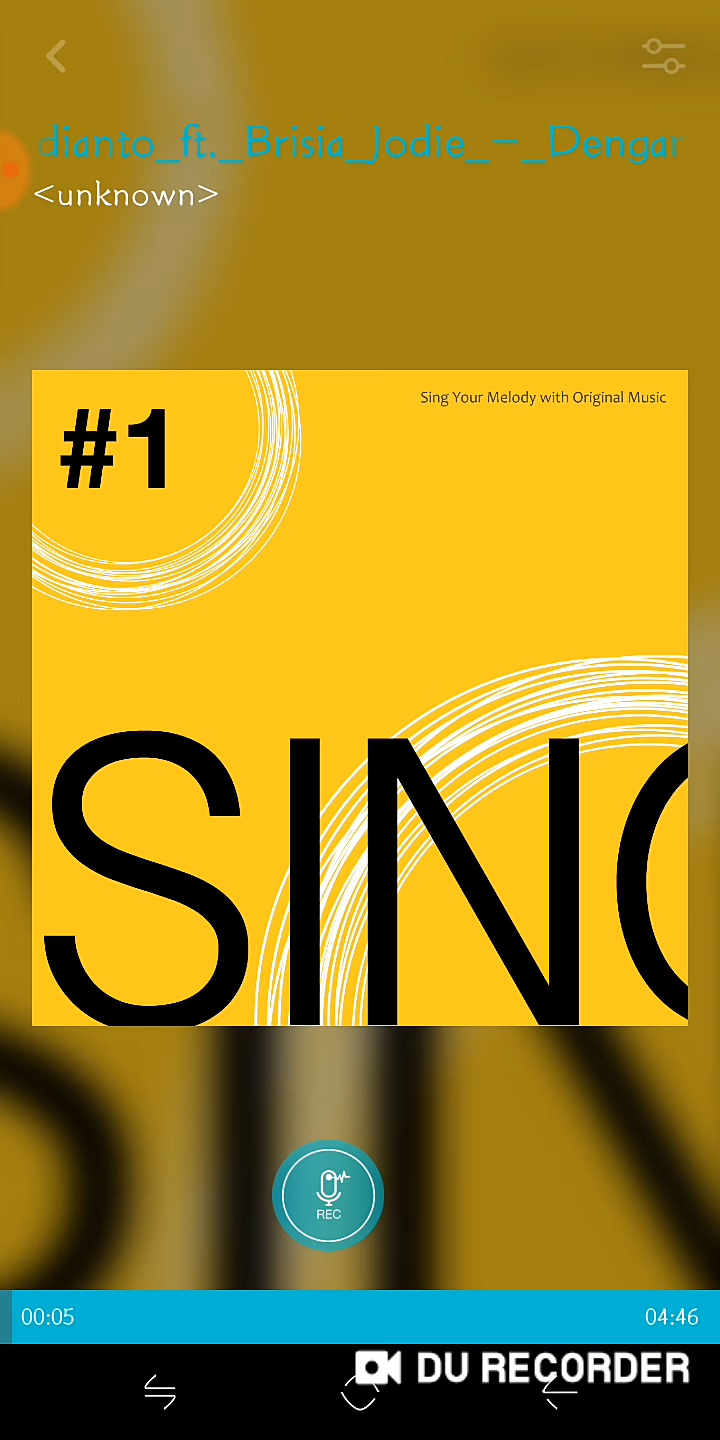 dianto_ft._Brisia_Jodie_–_Dengar
<unknown>
#1
Sing Your Melody with Original Music
SING
REC
00:05
04:46
DU RECORDER